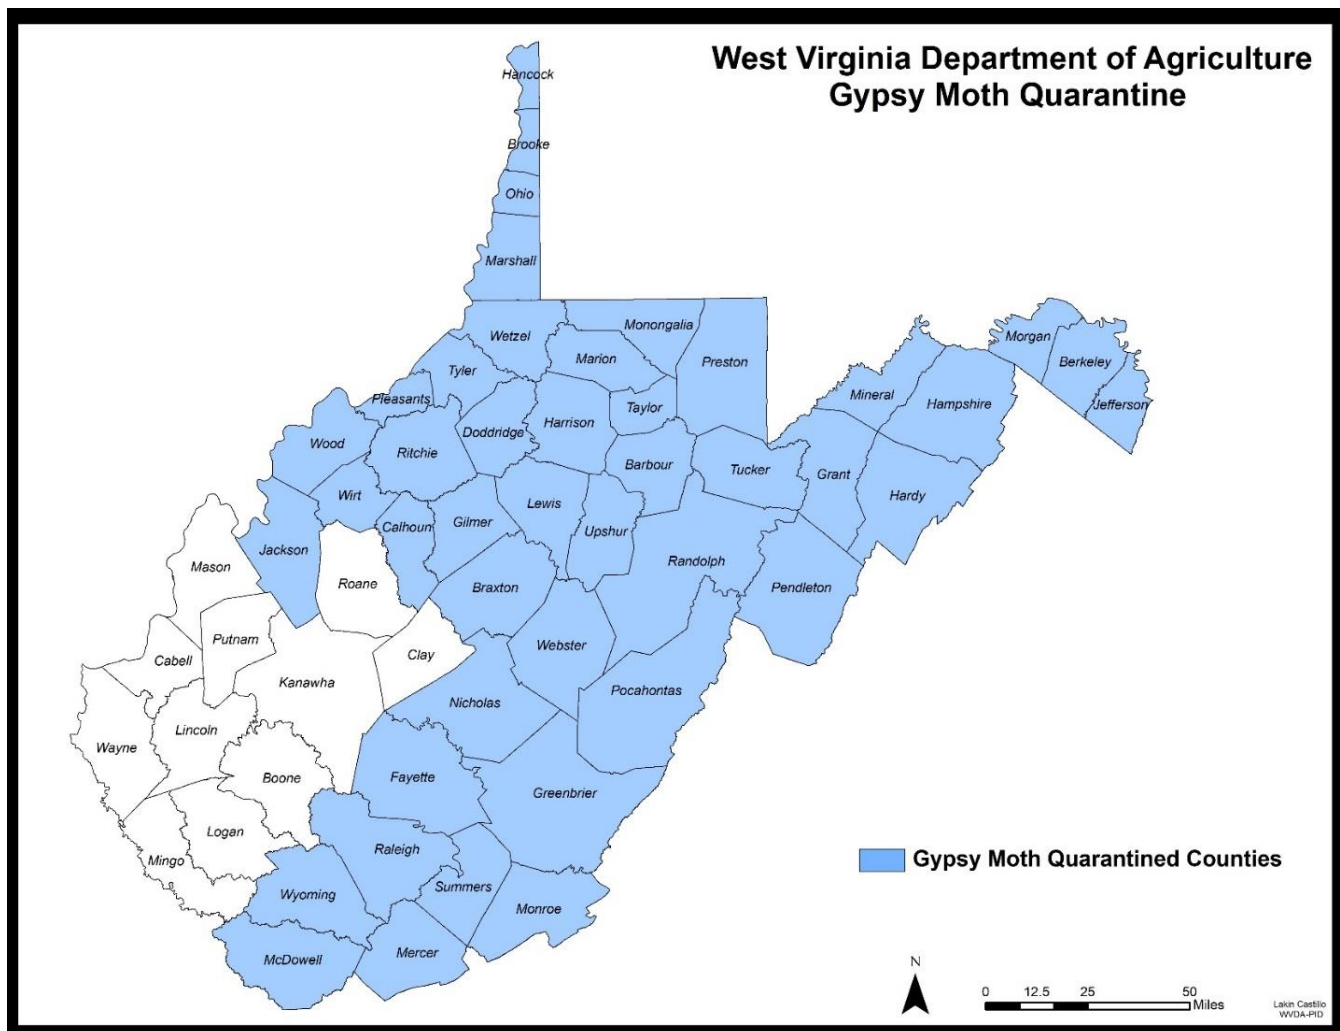 West Virginia Department of Agriculture
Gypsy Moth Quarantine
Hancock
Brooke
Ohio
Marshall
Wetzel
Monongalia
Marion
Preston
Tyler
Pleasants
Doddridge
Harrison
Taylor
Morgan
Berkeley
Jefferson
Mineral
Hampshire
Wood
Ritchie
Barbour
Tucker
Grant
Hardy
Wirt
Calhoun
Gilmer
Lewis
Upshur
Randolph
Pendleton
Jackson
Mason
Roane
Braxton
Webster
Putnam
Cabell
Clay
Kanawha
Nicholas
Pocahontas
Wayne
Lincoln
Boone
Fayette
Greenbrier
Logan
Mingo
Raleigh
Wyoming
Summers
Monroe
McDowell
Mercer
Gypsy Moth Quarantined Counties
N
0 12.5 25 50
Miles
Lakin Castillo
WVDA-PID